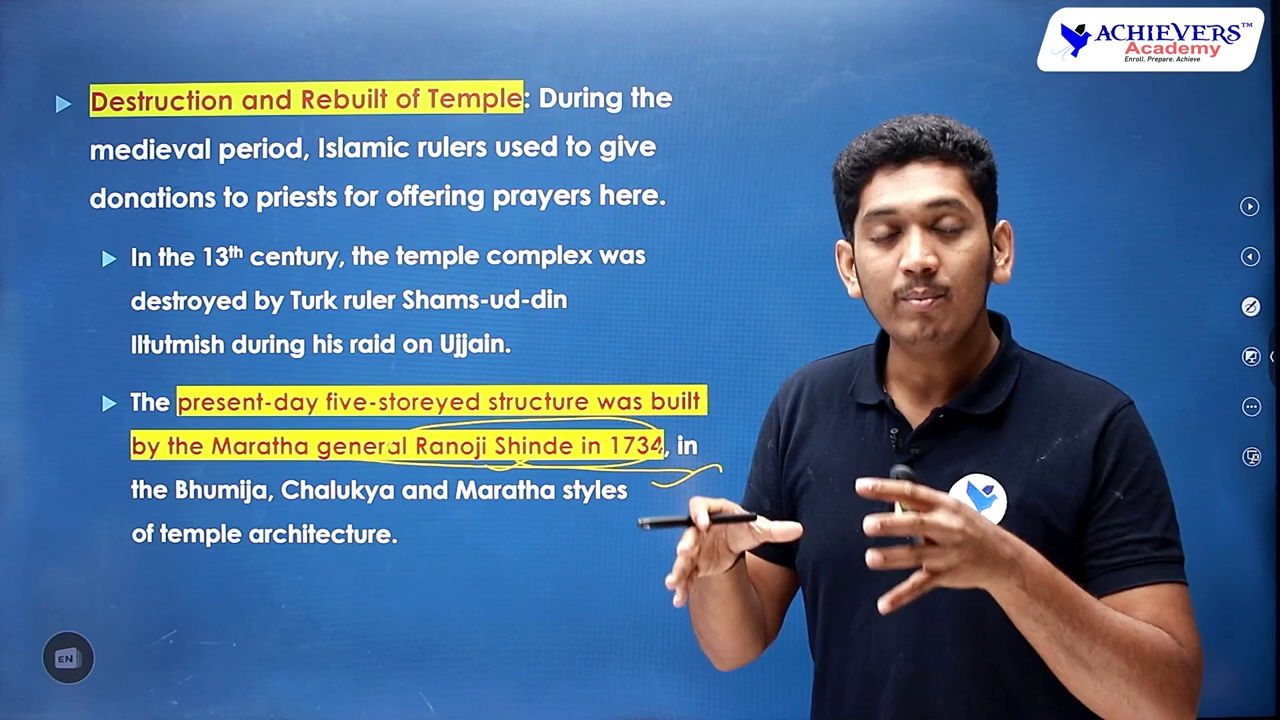 ACHIEVERS™
Academy
Enroll. Prepare. Achieve
Destruction and Rebuilt of Temple: During the
medieval period, Islamic rulers used to give
donations to priests for offering prayers here.
In the 13th century, the temple complex was
destroyed by Turk ruler Shams-ud-din
Iltutmish during his raid on Ujjain.
The present-day five-storeyed structure was built
by the Maratha general Ranoji Shinde in 1734, in
the Bhumija, Chalukya and Maratha styles
of temple architecture.
EN